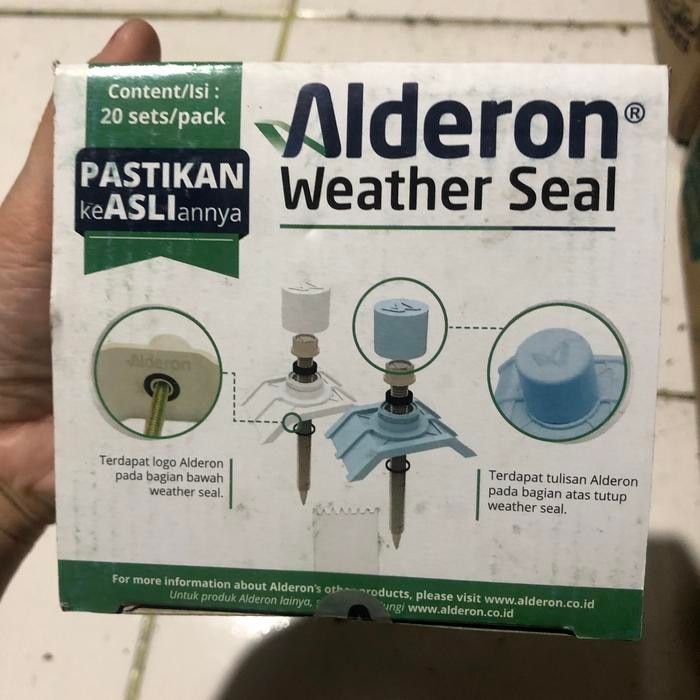 Content/Isi :
20 sets/pack
PASTIKAN
keASLIannya
Alderon®
Weather Seal
Alderon
Terdapat logo Alderon
pada bagian bawah
weather seal.
Terdapat tulisan Alderon
pada bagian atas tutup
weather seal.
For more information about Alderon's other products, please visit www.alderon.co.id
Untuk produk Alderon lainya, www.alderon.co.id